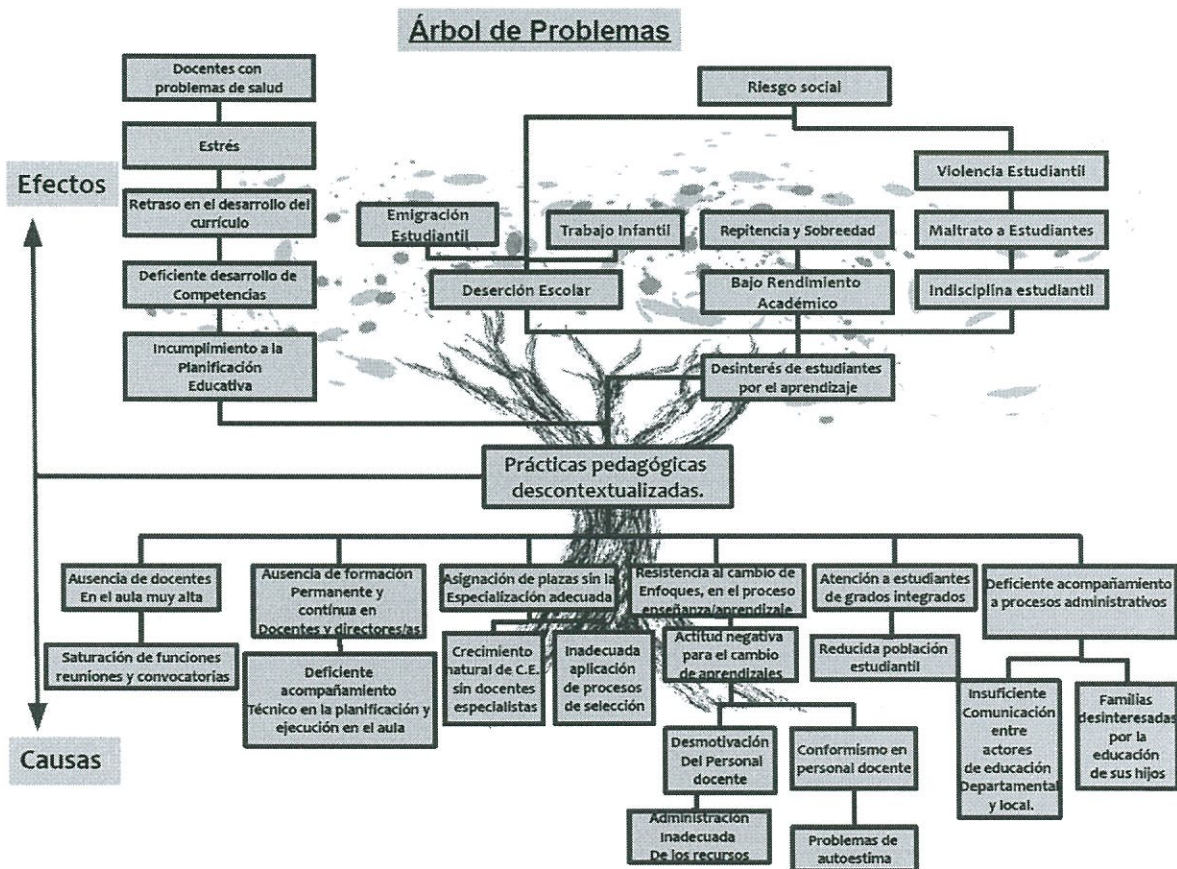 Árbol de Problemas
Docentes con
problemas de salud
Estrés
Retraso en el desarrollo del
currículo
Deficiente desarrollo de
Competencias
Incumplimiento a la
Planificación
Educativa
Efectos
Riesgo social
Violencia Estudiantil
Emigración
Estudiantil
Trabajo Infantil
Repitencia y Sobreedad
Maltrato a Estudiantes
Deserción Escolar
Bajo Rendimiento
Académico
Indisciplina estudiantil
Desinterés de estudiantes
por el aprendizaje
Prácticas pedagógicas
descontextualizadas.
Ausencia de docentes
En el aula muy alta
Saturación de funciones
reuniones y convocatorias
Ausencia de formación
Permanente y
contínua en
Docentes y directores/as
Deficiente
acompañamiento
Técnico en la planificación y
ejecución en el aula
Asignación de plazas sin la
Especialización adecuada
Crecimiento
natural de C.E.
sin docentes
especialistas
Inadecuada
aplicación
de procesos
de selección
Resistencia al cambio de
Enfoques, en el proceso
enseñanza/aprendizaje
Actitud negativa
para el cambio
de aprendizales
Desmotivación
Del Personal
docente
Administración
Inadecuada
De los recursos
Conformismo en
personal docente
Problemas de
autoestima
Atención a estudiantes
de grados integrados
Reducida población
estudiantil
Deficiente acompañamiento
a procesos administrativos
Insuficiente
Comunicación
entre
actores
de educación
Departamental
y local.
Familias
desinteresadas
por la
educación
de sus hijos
Causas